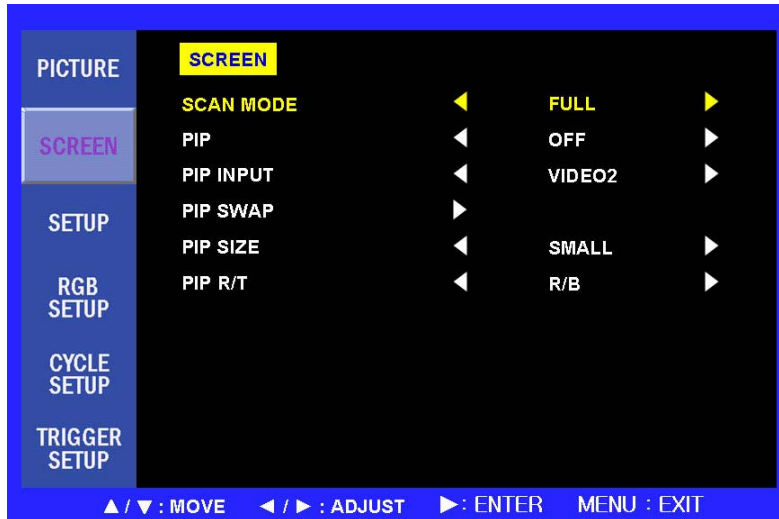 PICTURE
SCREEN
SETUP
RGB
SETUP
CYCLE
SETUP
TRIGGER
SETUP
SCREEN
SCAN MODE ◀ FULL ▶
PIP ◀ OFF ▶
PIP INPUT ◀ VIDEO2 ▶
PIP SWAP ▶
PIP SIZE ◀ SMALL ▶
PIP R/T ◀ R/B ▶
▲ / ▼ : MOVE ◀ / ▶ : ADJUST ▶ : ENTER MENU : EXIT